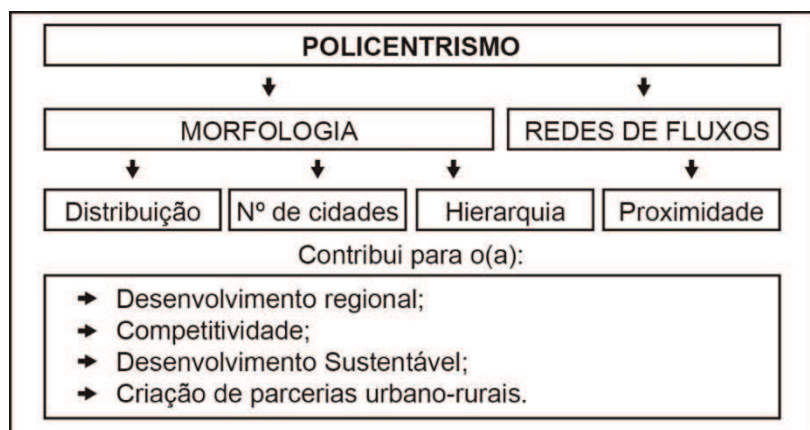 POLICENTRISMO
MORFOLOGIA REDES DE FLUXOS
Distribuição Nº de cidades Hierarquia Proximidade
Contribui para o(a):
Desenvolvimento regional;
Competitividade;
Desenvolvimento Sustentável;
Criação de parcerias urbano-rurais.